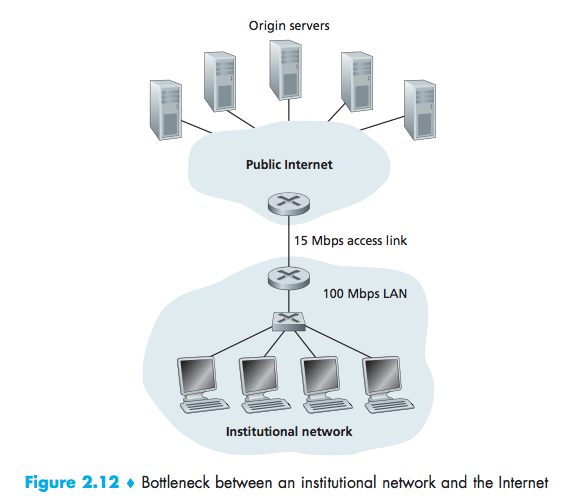 Origin servers
Public Internet
15 Mbps access link
100 Mbps LAN
Institutional network
Figure 2.12 ♦ Bottleneck between an institutional network and the Internet